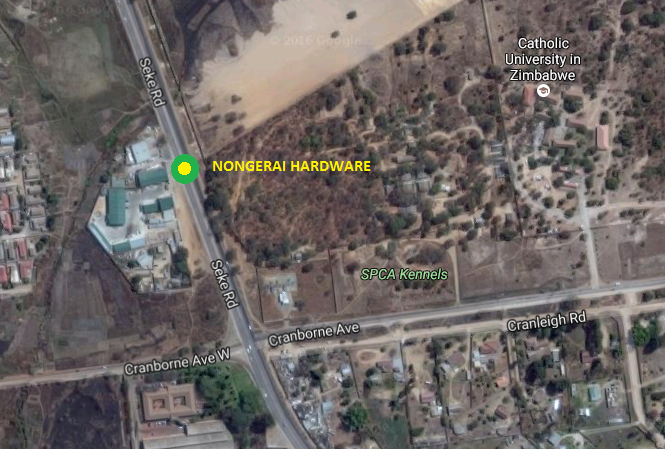 © 2016 Google
Catholic
University in
Zimbabwe
Seke Rd
NONGERAI HARDWARE
SPCA Kennels
Seke Rd
Cranborne Ave
Cranleigh Rd
Cranborne Ave W